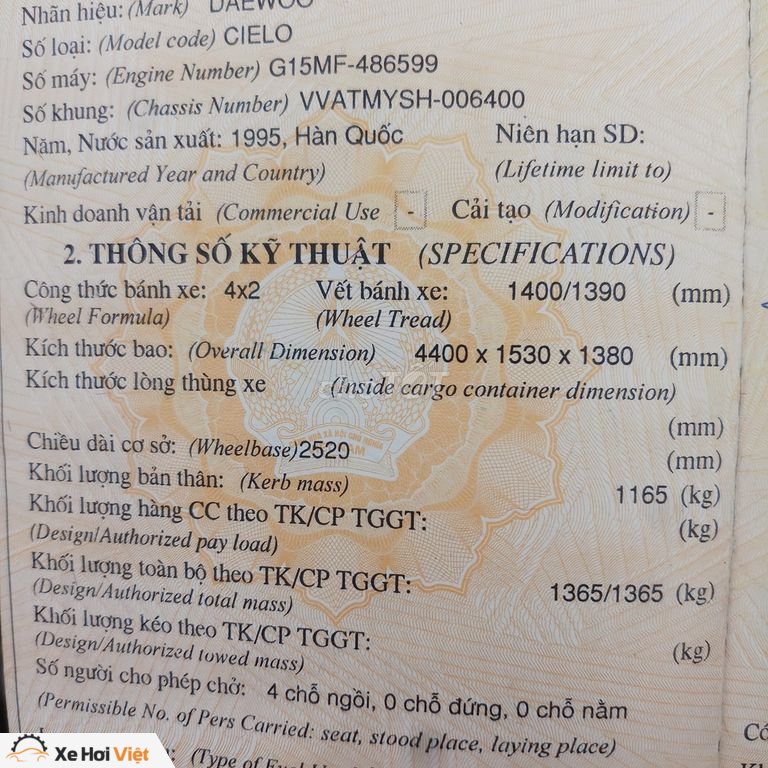 Nhãn hiệu: (Mark) DAEWOO
Số loại: (Model code) CIELO
Số máy: (Engine Number) G15MF-486599
Số khung: (Chassis Number) VVATMYSH-006400
Năm, Nước sản xuất: 1995, Hàn Quốc Niên hạn SD:
(Manufactured Year and Country) (Lifetime limit to)
Kinh doanh vận tải (Commercial Use - Cải tạo (Modification) -
2. THÔNG SỐ KỸ THUẬT (SPECIFICATIONS)
Công thức bánh xe: 4x2 Vết bánh xe: 1400/1390 (mm)
(Wheel Formula) (Wheel Tread)
Kích thước bao: (Overall Dimension) 4400 x 1530 x 1380 (mm)
Kích thước lòng thùng xe (Inside cargo container dimension)
(mm)
Chiều dài cơ sở: (Wheelbase) 2520 (mm)
Khối lượng bản thân: (Kerb mass) 1165 (kg)
Khối lượng hàng CC theo TK/CP TGGT: (kg)
(Design/Authorized pay load)
Khối lượng toàn bộ theo TK/CP TGGT: 1365/1365 (kg)
(Design/Authorized total mass)
Khối lượng kéo theo TK/CP TGGT: (kg)
(Design/Authorized towed mass)
Số người cho phép chở: 4 chỗ ngồi, 0 chỗ đứng, 0 chỗ nằm
(Permissible No. of Pers Carried: seat, stood place, laying place)
(Type of Fuel
Xe Hơi Việt